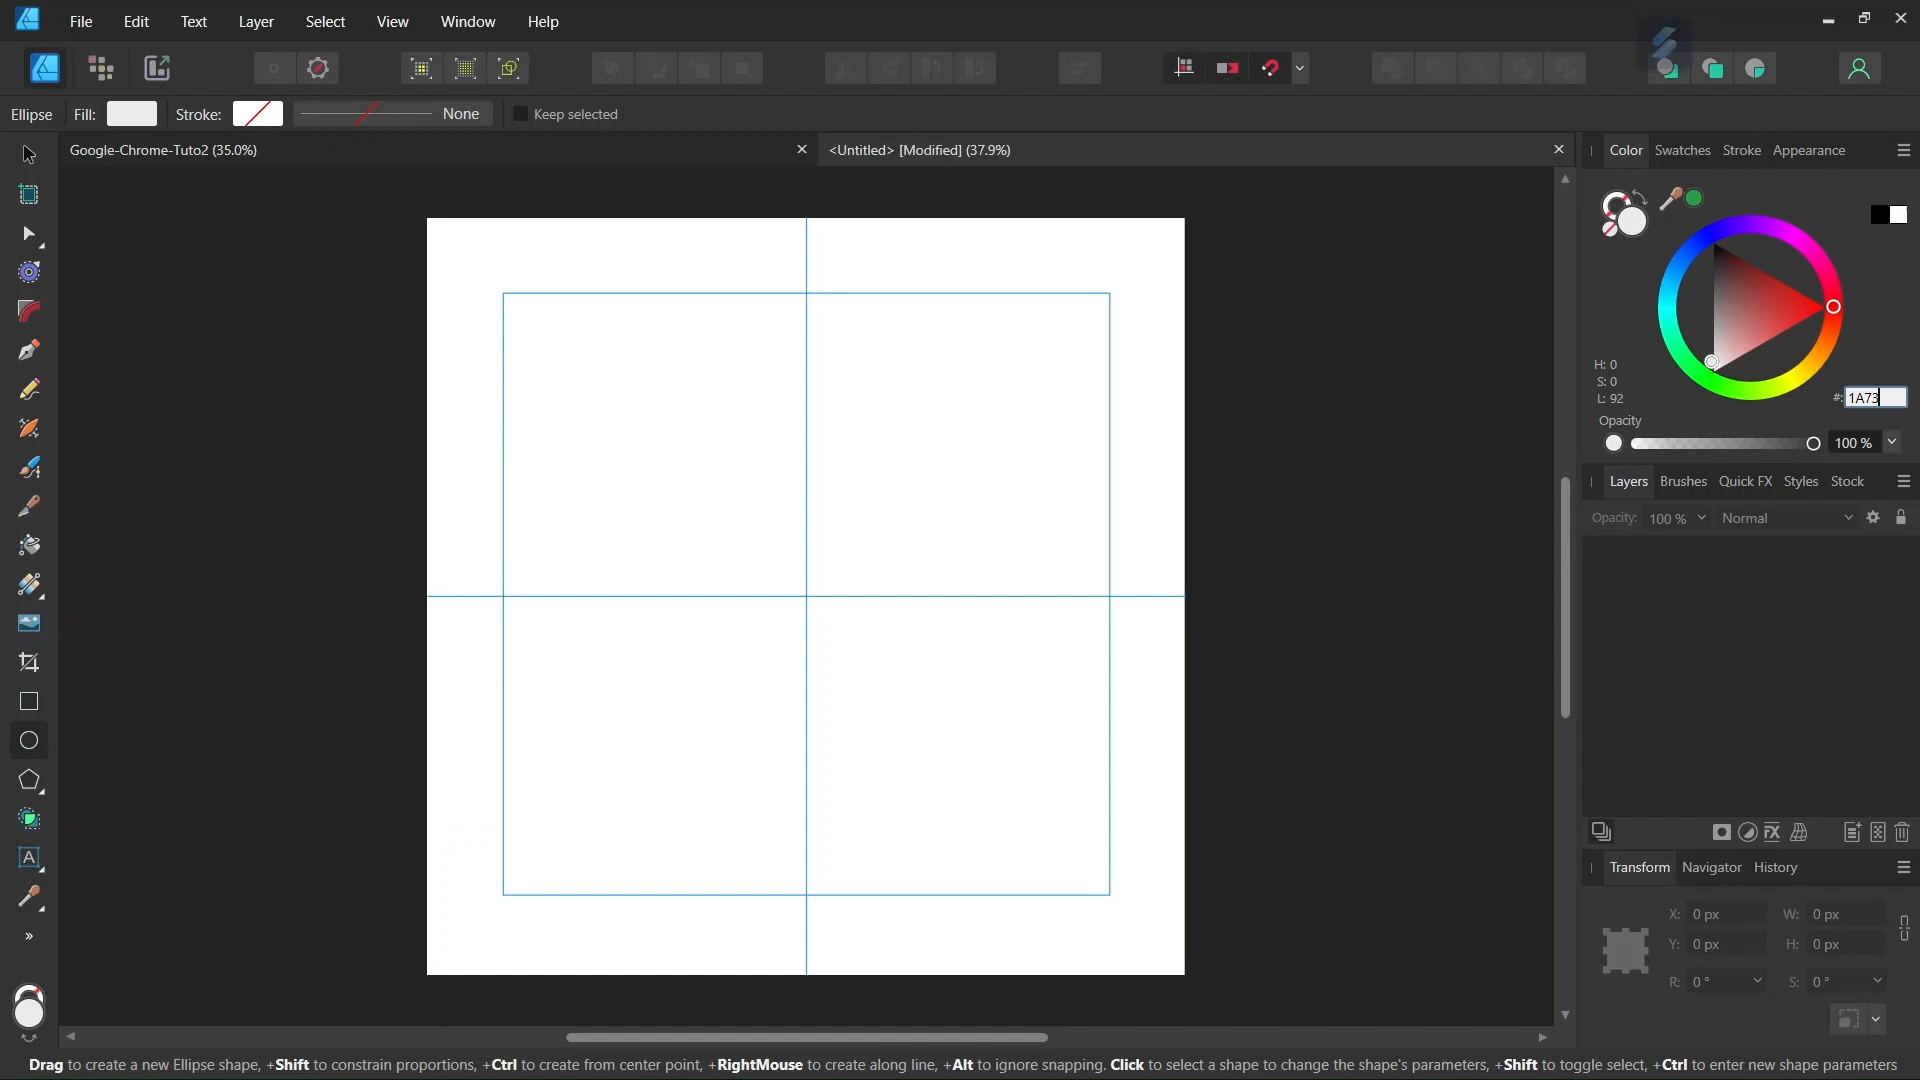 File Edit Text Layer Select View Window Help
Ellipse Fill: Stroke: None Keep selected
Google-Chrome-Tuto2 (35.0%)
<Untitled> [Modified] (37.9%)
Color Swatches Stroke Appearance
H: 0
S: 0
L: 92
#: 1A73
Opacity
100 %
Layers Brushes Quick FX Styles Stock
Opacity: 100 % Normal
Transform Navigator History
X: 0 px W: 0 px
Y: 0 px H: 0 px
R: 0 ° S: 0 °
Drag to create a new Ellipse shape, +Shift to constrain proportions, +Ctrl to create from center point, +RightMouse to create along line, +Alt to ignore snapping. Click to select a shape to change the shape's parameters, +Shift to toggle select, +Ctrl to enter new shape parameters